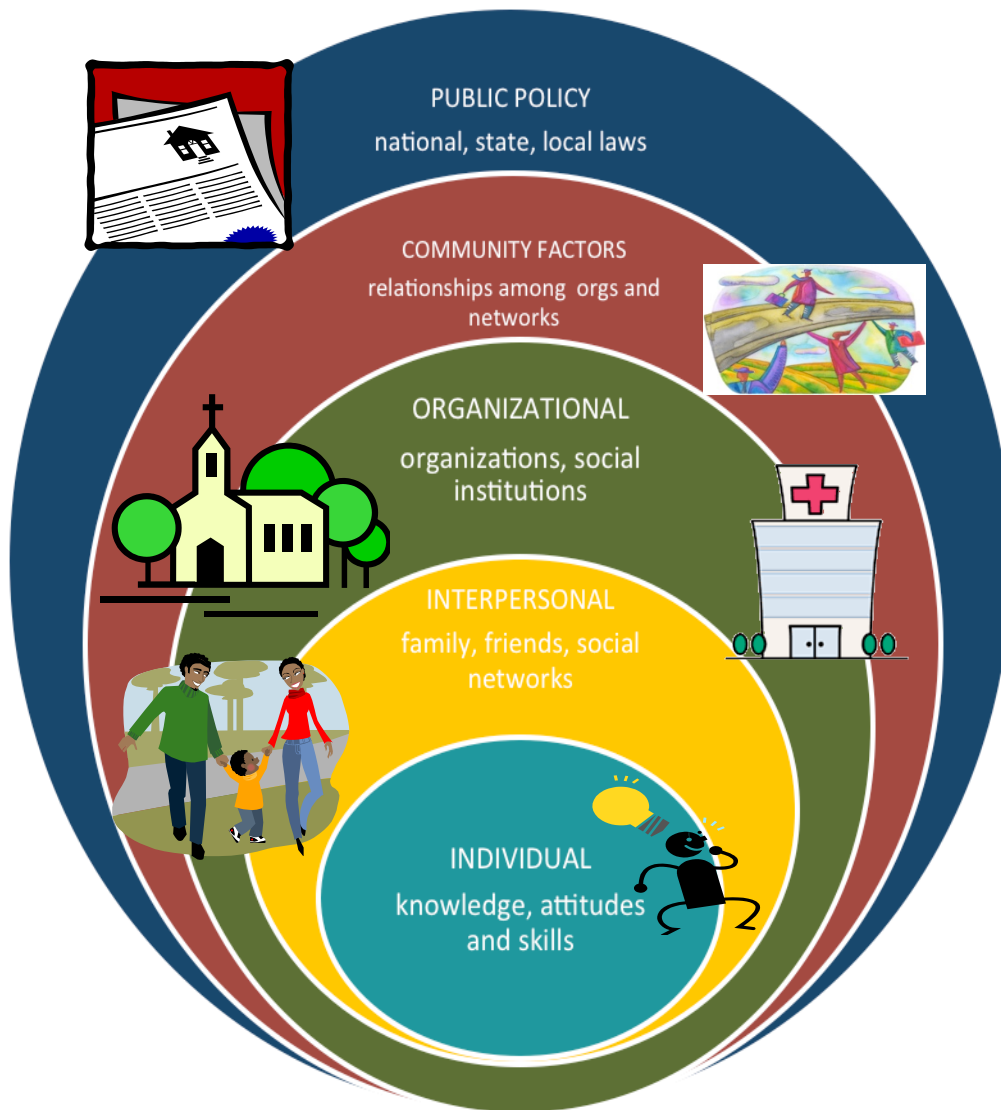 PUBLIC POLICY
national, state, local laws
COMMUNITY FACTORS
relationships among orgs and
networks
ORGANIZATIONAL
organizations, social
institutions
INTERPERSONAL
family, friends, social
networks
INDIVIDUAL
knowledge, attitudes
and skills